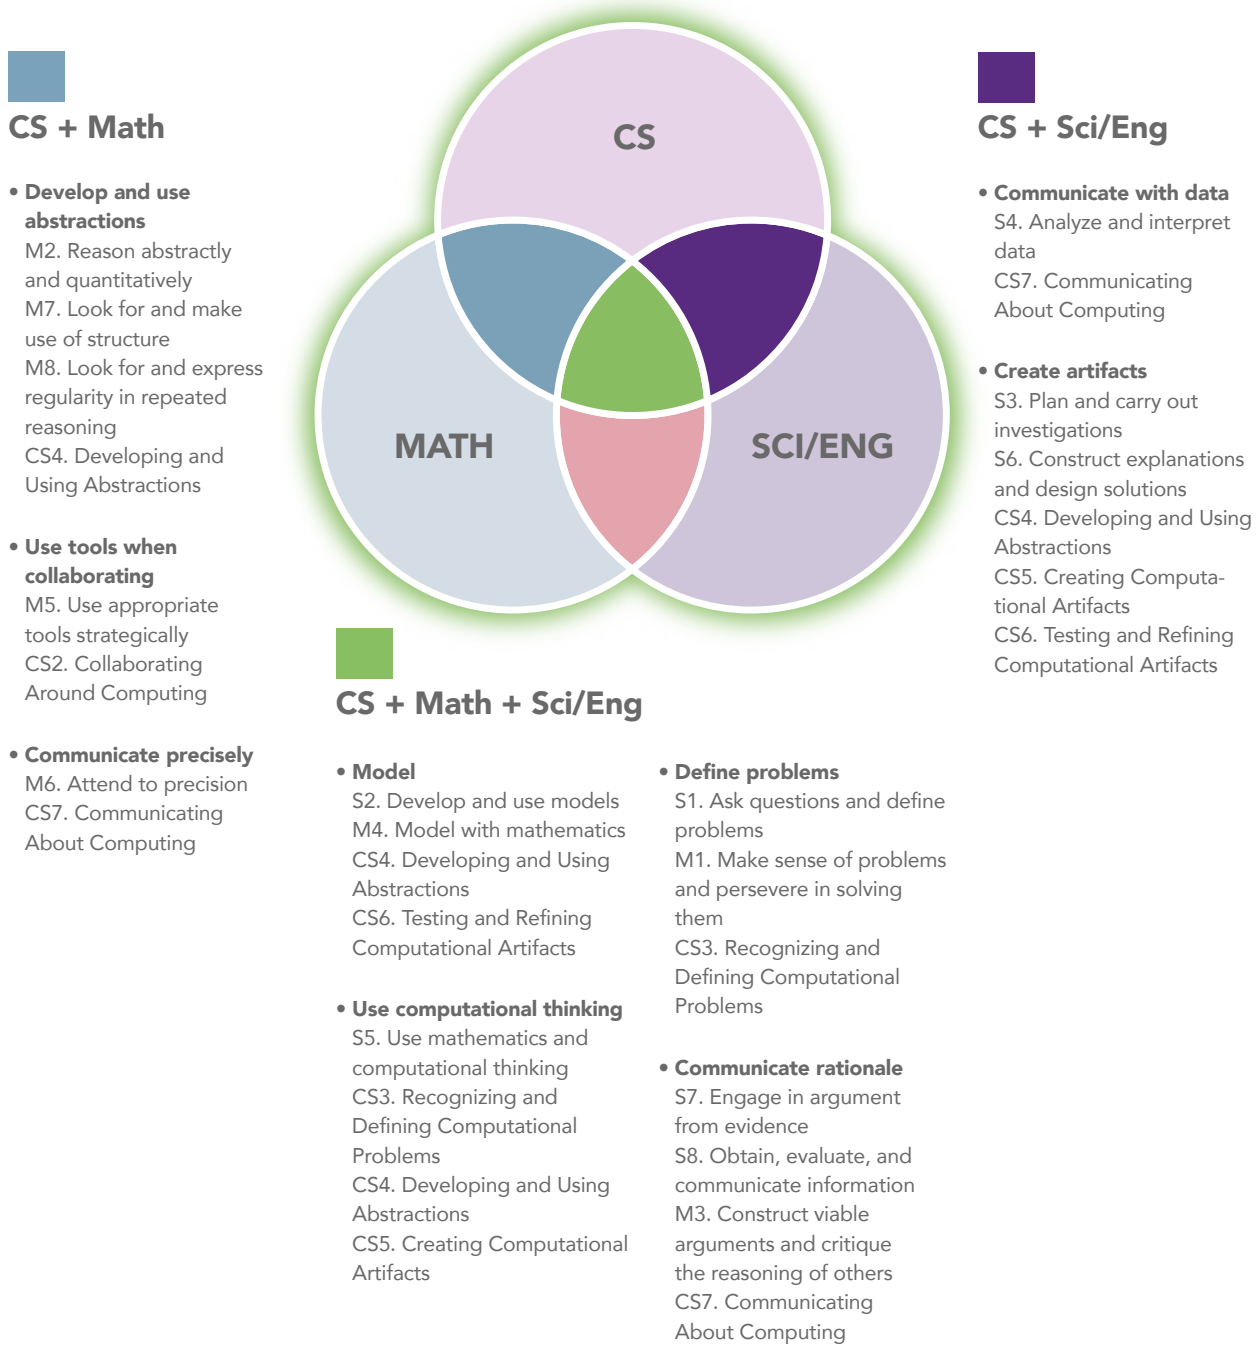 CS + Math
• Develop and use
abstractions
M2. Reason abstractly
and quantitatively
M7. Look for and make
use of structure
M8. Look for and express
regularity in repeated
reasoning
CS4. Developing and
Using Abstractions
• Use tools when
collaborating
M5. Use appropriate
tools strategically
CS2. Collaborating
Around Computing
• Communicate precisely
M6. Attend to precision
CS7. Communicating
About Computing
CS
MATH
SCI/ENG
CS + Sci/Eng
• Communicate with data
S4. Analyze and interpret
data
CS7. Communicating
About Computing
• Create artifacts
S3. Plan and carry out
investigations
S6. Construct explanations
and design solutions
CS4. Developing and Using
Abstractions
CS5. Creating Computa-
tional Artifacts
CS6. Testing and Refining
Computational Artifacts
CS + Math + Sci/Eng
• Model
S2. Develop and use models
M4. Model with mathematics
CS4. Developing and Using
Abstractions
CS6. Testing and Refining
Computational Artifacts
• Use computational thinking
S5. Use mathematics and
computational thinking
CS3. Recognizing and
Defining Computational
Problems
CS4. Developing and Using
Abstractions
CS5. Creating Computational
Artifacts
• Define problems
S1. Ask questions and define
problems
M1. Make sense of problems
and persevere in solving
them
CS3. Recognizing and
Defining Computational
Problems
• Communicate rationale
S7. Engage in argument
from evidence
S8. Obtain, evaluate, and
communicate information
M3. Construct viable
arguments and critique
the reasoning of others
CS7. Communicating
About Computing